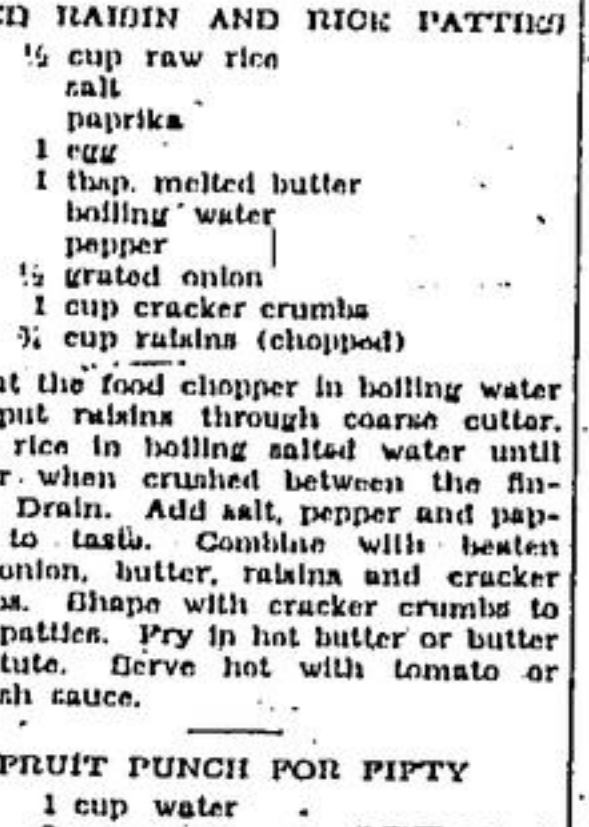 RAISIN AND RICE PATTIES
½ cup raw rice
salt
paprika
1 egg
1 tbsp. melted butter
boiling water
pepper
½ grated onion
1 cup cracker crumbs
¾ cup raisins (chopped)
the food chopper in boiling water
put raisins through coarse cutter.
rice in boiling salted water until
when crushed between the fin-
Drain. Add salt, pepper and pap-
to taste. Combine with beaten
onion, butter, raisins and cracker
Shape with cracker crumbs to
patties. Fry in hot butter or butter
tute. Serve hot with tomato or
sauce.
FRUIT PUNCH FOR FIFTY
1 cup water